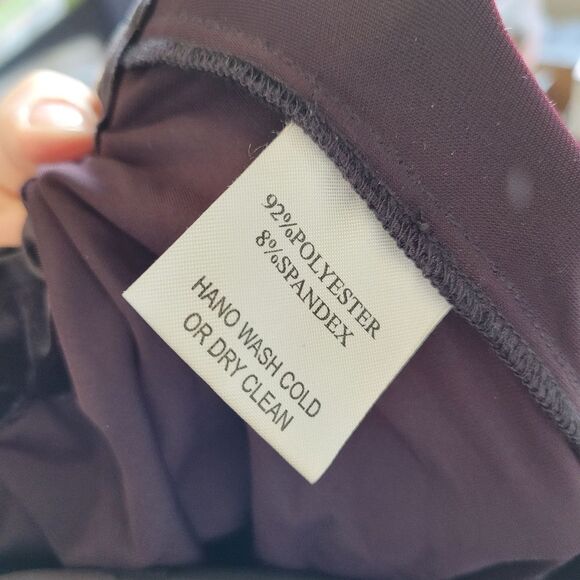 92%POLYESTER
8%SPANDEX
HANO WASH COLD
OR DRY CLEAN